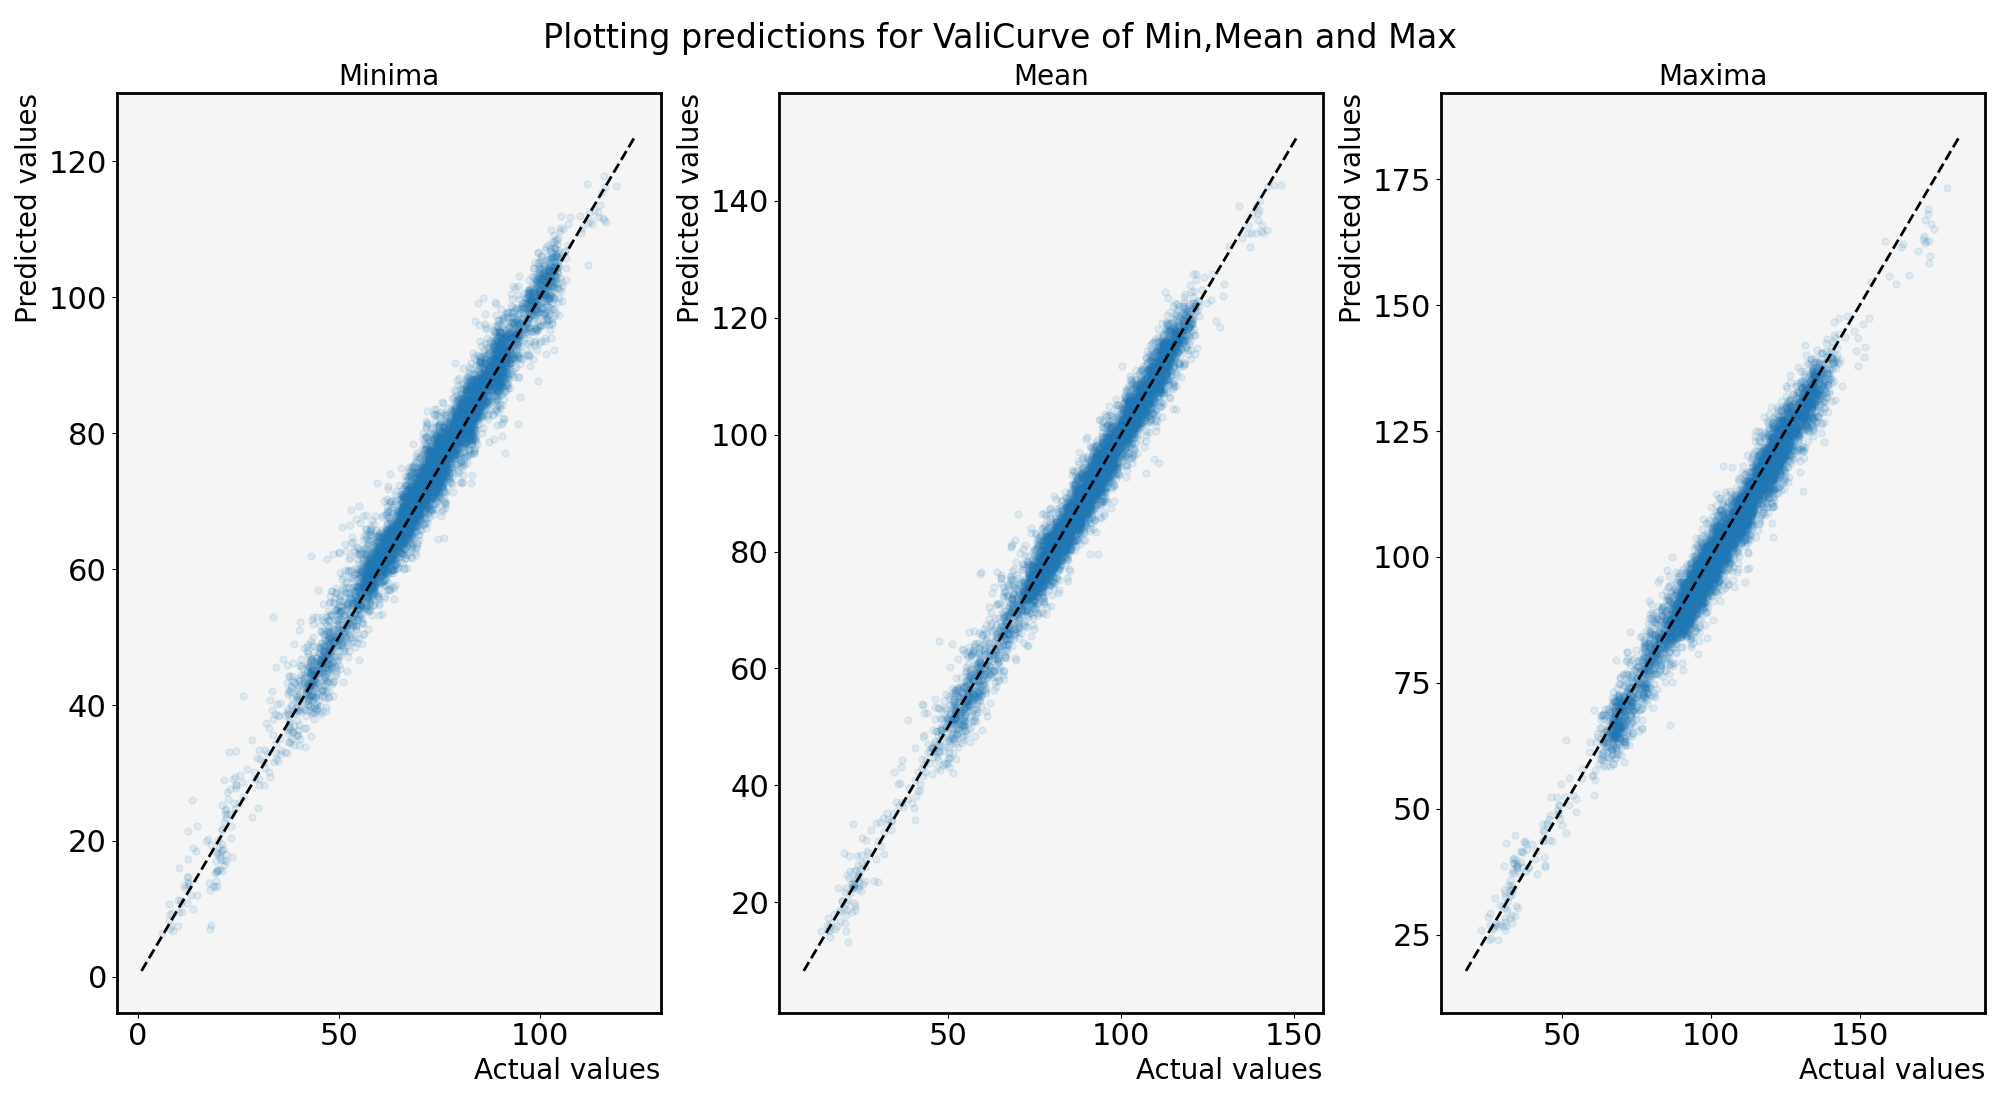 Plotting predictions for ValiCurve of Min,Mean and Max
Minima
Predicted values
120
100
80
60
40
20
0
0 50 100
Actual values
Mean
Predicted values
140
120
100
80
60
40
20
50 100 150
Actual values
Maxima
Predicted values
175
150
125
100
75
50
25
50 100 150
Actual values